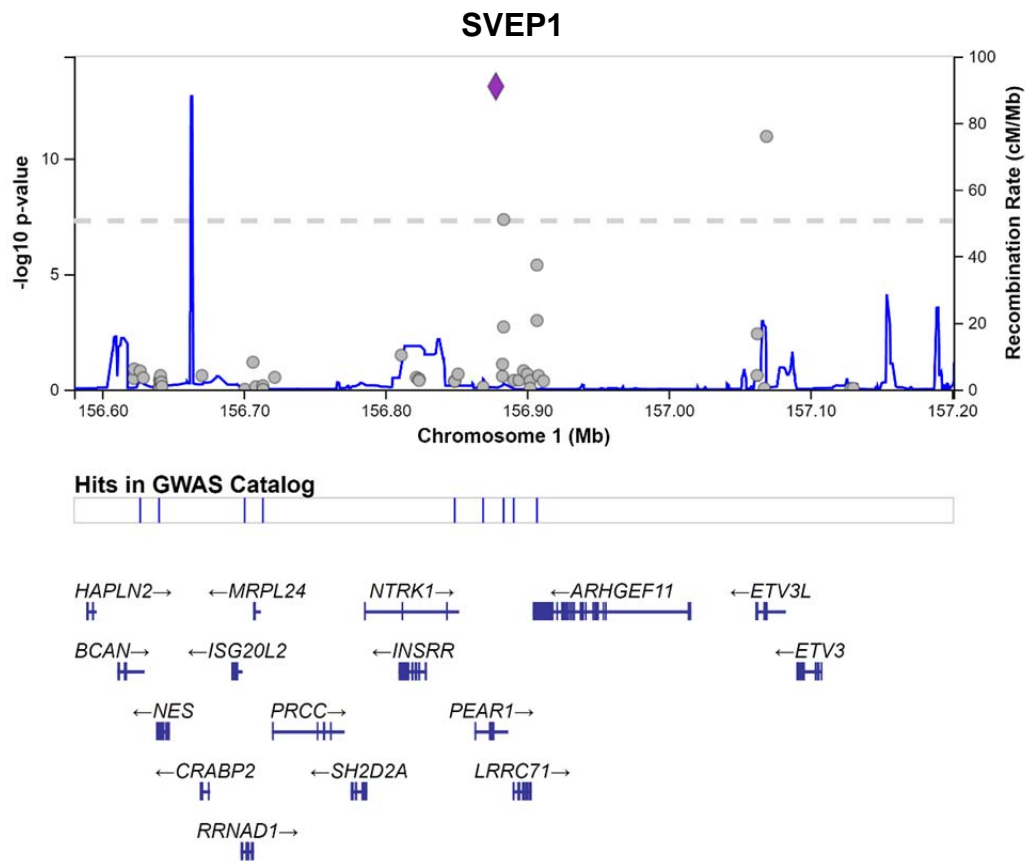 SVEP1
100
80
10
60
40
5
20
0
0
156.60 156.70 156.80 156.90 157.00 157.10 157.20
-log10 p-value
Recombination Rate (cM/Mb)
Chromosome 1 (Mb)
Hits in GWAS Catalog
HAPLN2→ ←MRPL24 NTRK1→ ←ARHGEF11 ←ETV3L
BCAN→ ←ISG20L2 ←INSRR ←ETV3
←NES PRCC→ PEAR1→
←CRABP2 ←SH2D2A LRRC71→
RRNAD1→